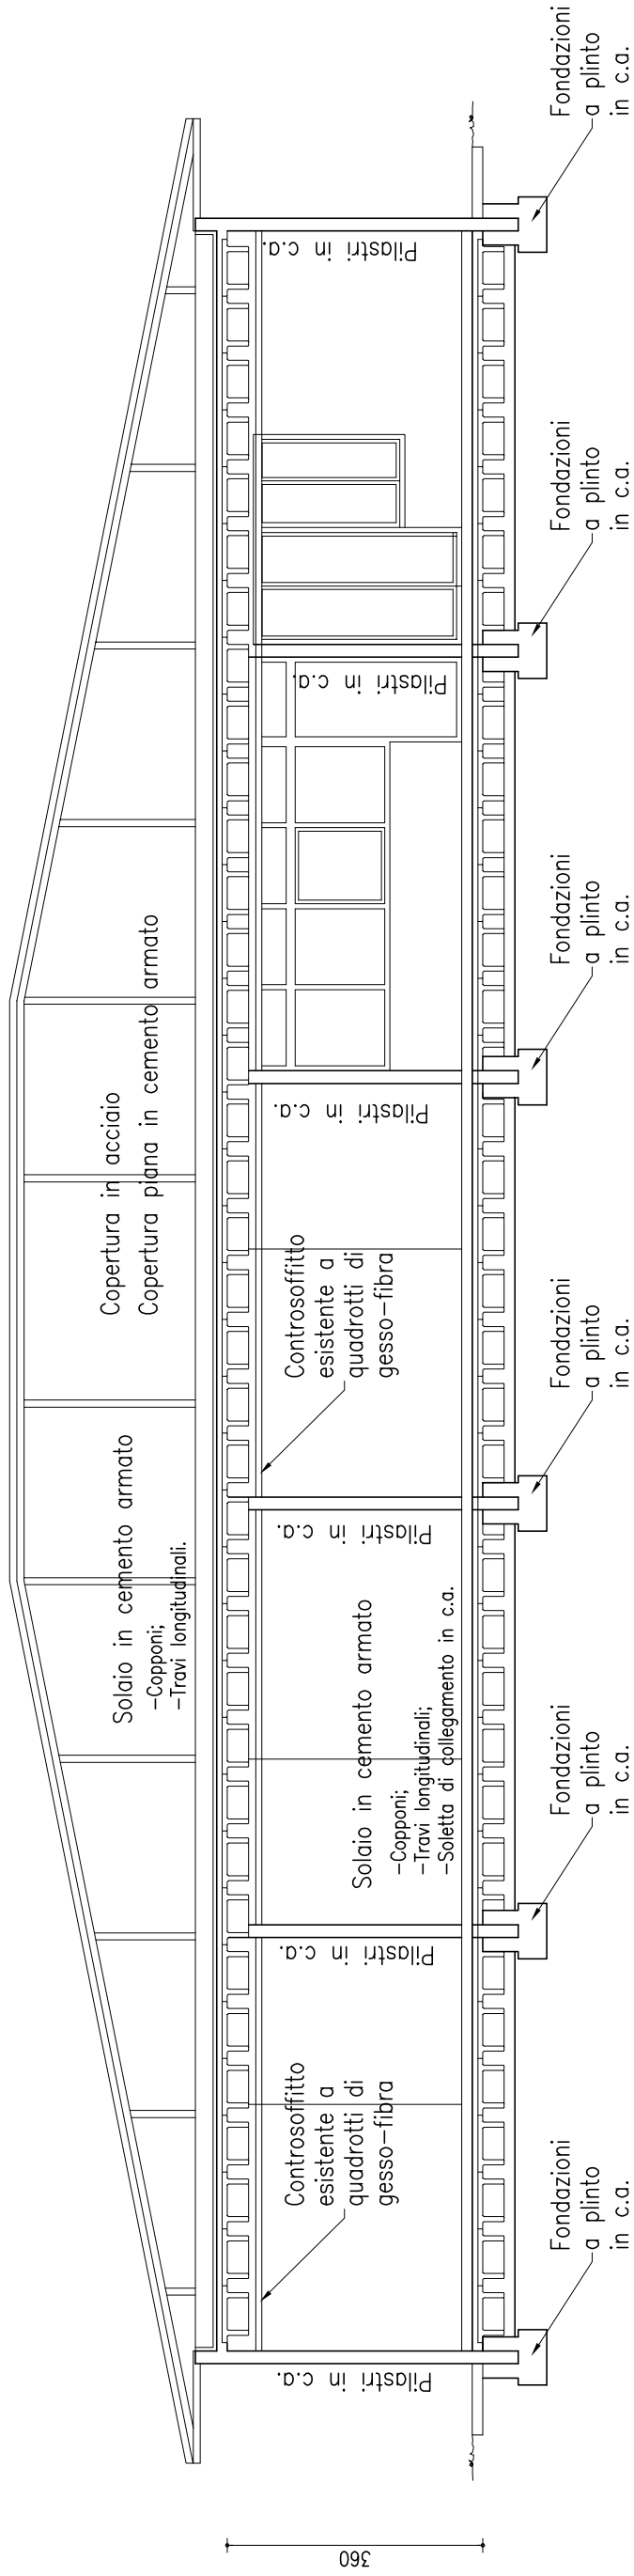 Copertura in acciaio
Copertura piana in cemento armato
Solaio in cemento armato
-Copponi;
-Travi longitudinali.
Controsoffitto
esistente a
quadrotti di
gesso-fibra
Controsoffitto
esistente a
quadrotti di
gesso-fibra
Solaio in cemento armato
-Copponi;
-Travi longitudinali;
-Soletta di collegamento in c.a.
Pilastri in c.a.
Pilastri in c.a.
Pilastri in c.a.
Pilastri in c.a.
Pilastri in c.a.
Pilastri in c.a.
360
Fondazioni
a plinto
in c.a.
Fondazioni
a plinto
in c.a.
Fondazioni
a plinto
in c.a.
Fondazioni
a plinto
in c.a.
Fondazioni
a plinto
in c.a.
Fondazioni
a plinto
in c.a.